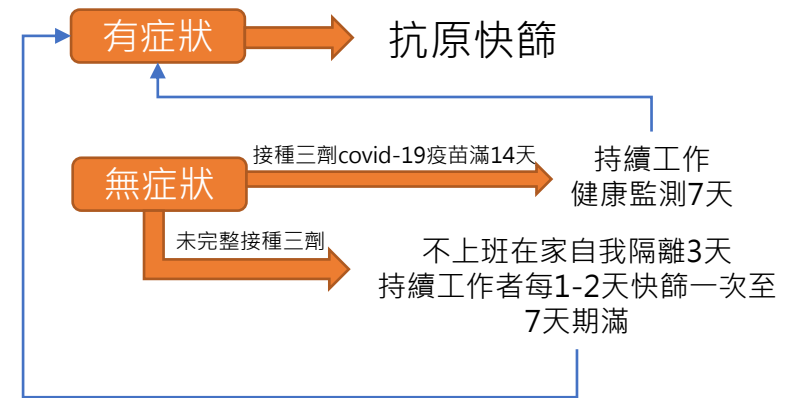 有症狀
抗原快篩
無症狀
接種三劑covid-19疫苗滿14天
持續工作
健康監測7天
未完整接種三劑
不上班在家自我隔離3天
持續工作者每1-2天快篩一次至
7天期滿